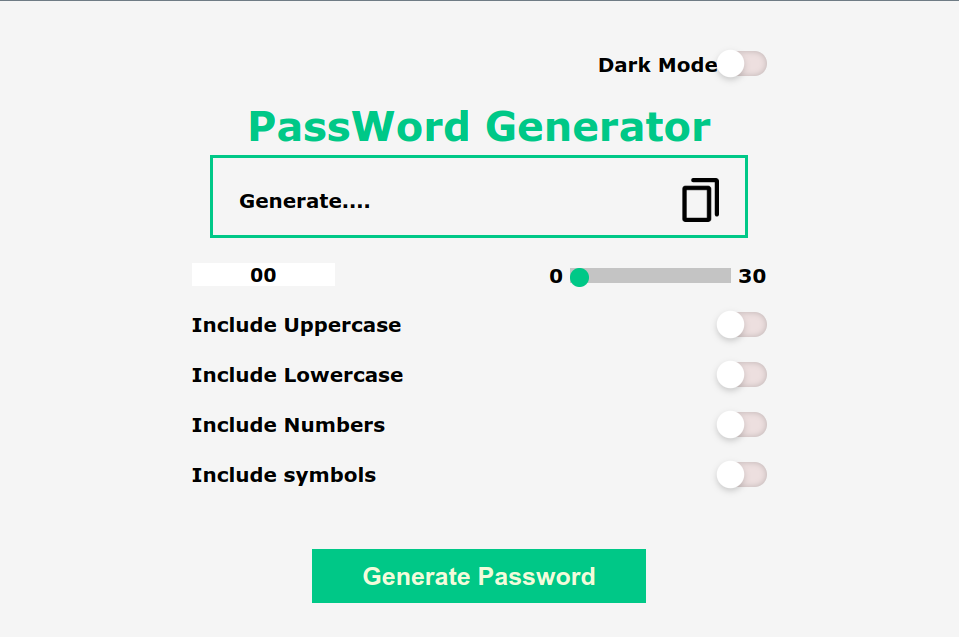 Dark Mode
PassWord Generator
Generate....
00 0 30
Include Uppercase
Include Lowercase
Include Numbers
Include symbols
Generate Password